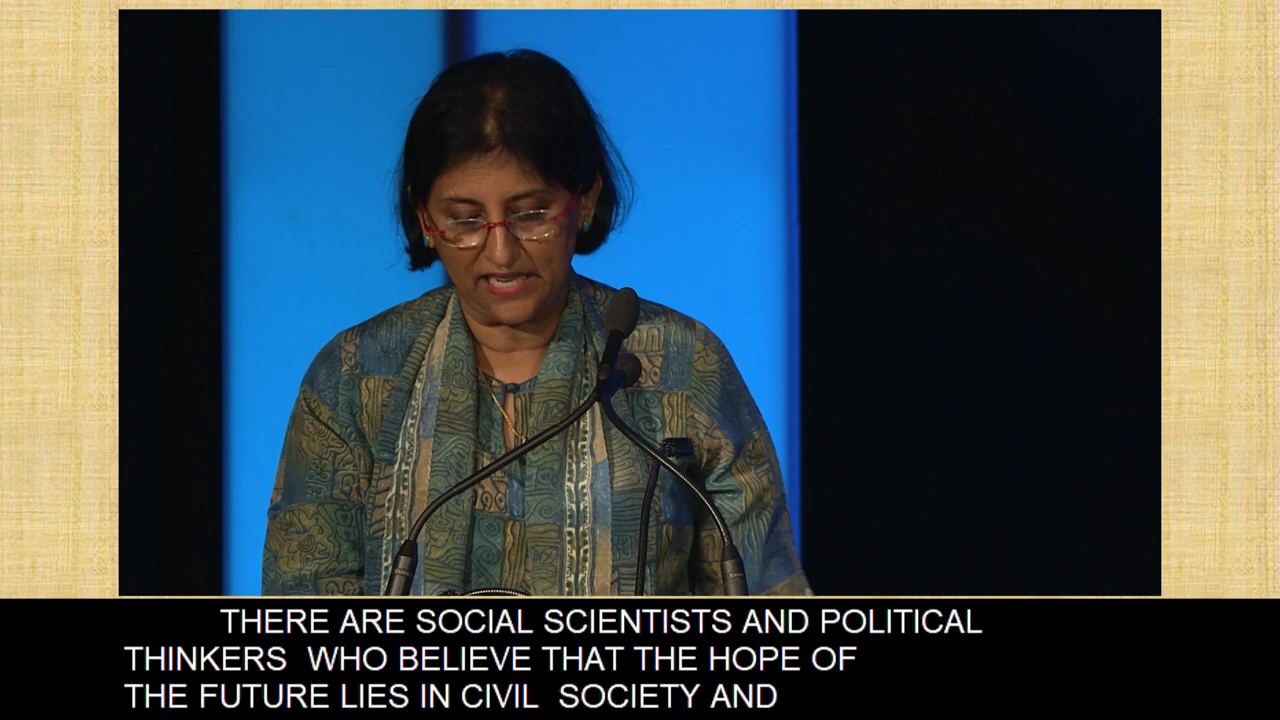 THERE ARE SOCIAL SCIENTISTS AND POLITICAL
THINKERS  WHO BELIEVE THAT THE HOPE OF
THE FUTURE LIES IN CIVIL  SOCIETY AND